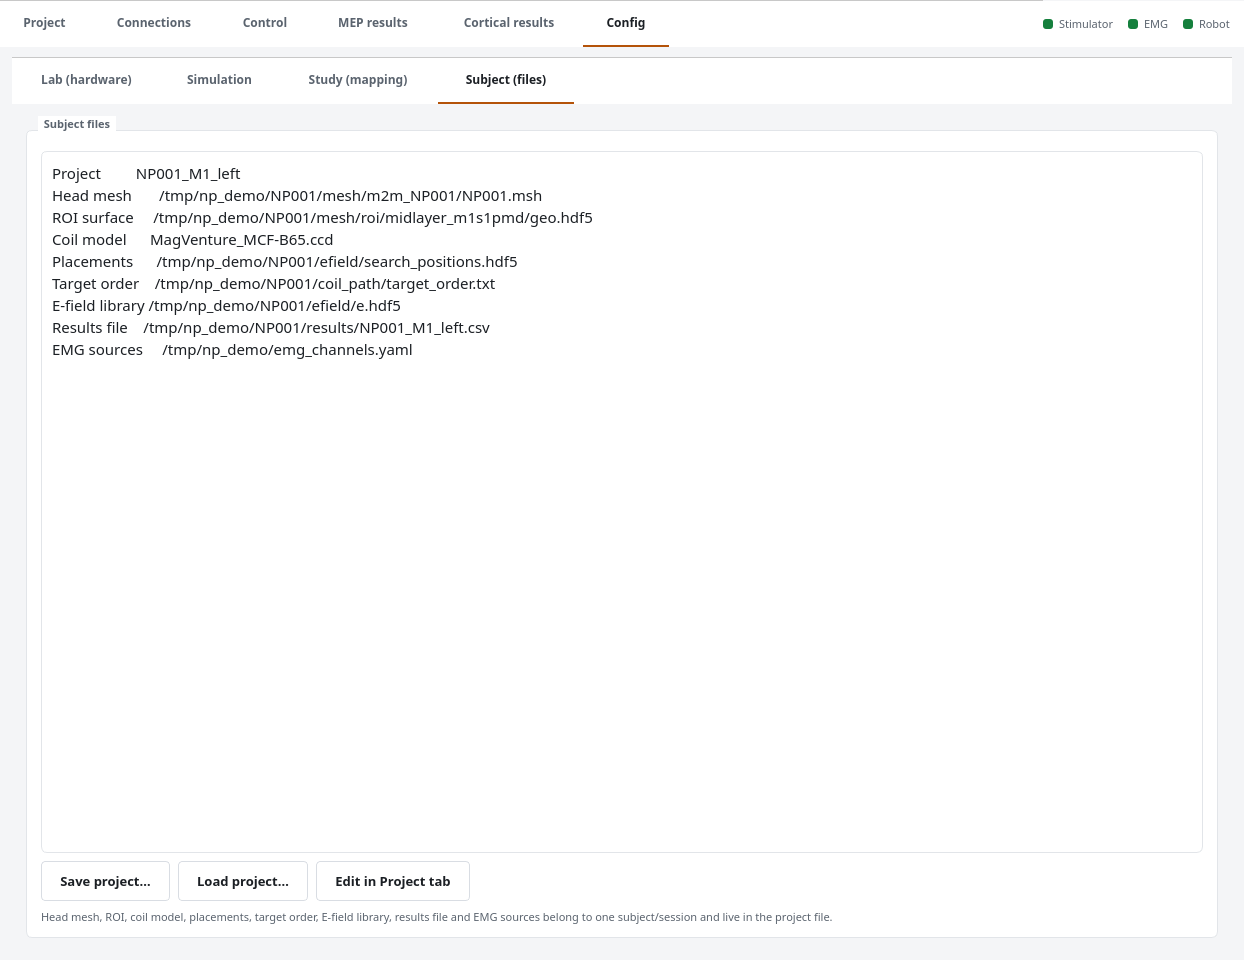 Project Connections Control MEP results Cortical results Config Stimulator EMG Robot
Lab (hardware) Simulation Study (mapping) Subject (files)
Subject files
Project NP001_M1_left
Head mesh /tmp/np_demo/NP001/mesh/m2m_NP001/NP001.msh
ROI surface /tmp/np_demo/NP001/mesh/roi/midlayer_m1s1pmd/geo.hdf5
Coil model MagVenture_MCF-B65.ccd
Placements /tmp/np_demo/NP001/efield/search_positions.hdf5
Target order /tmp/np_demo/NP001/coil_path/target_order.txt
E-field library /tmp/np_demo/NP001/efield/e.hdf5
Results file /tmp/np_demo/NP001/results/NP001_M1_left.csv
EMG sources /tmp/np_demo/emg_channels.yaml
Save project... Load project... Edit in Project tab
Head mesh, ROI, coil model, placements, target order, E-field library, results file and EMG sources belong to one subject/session and live in the project file.